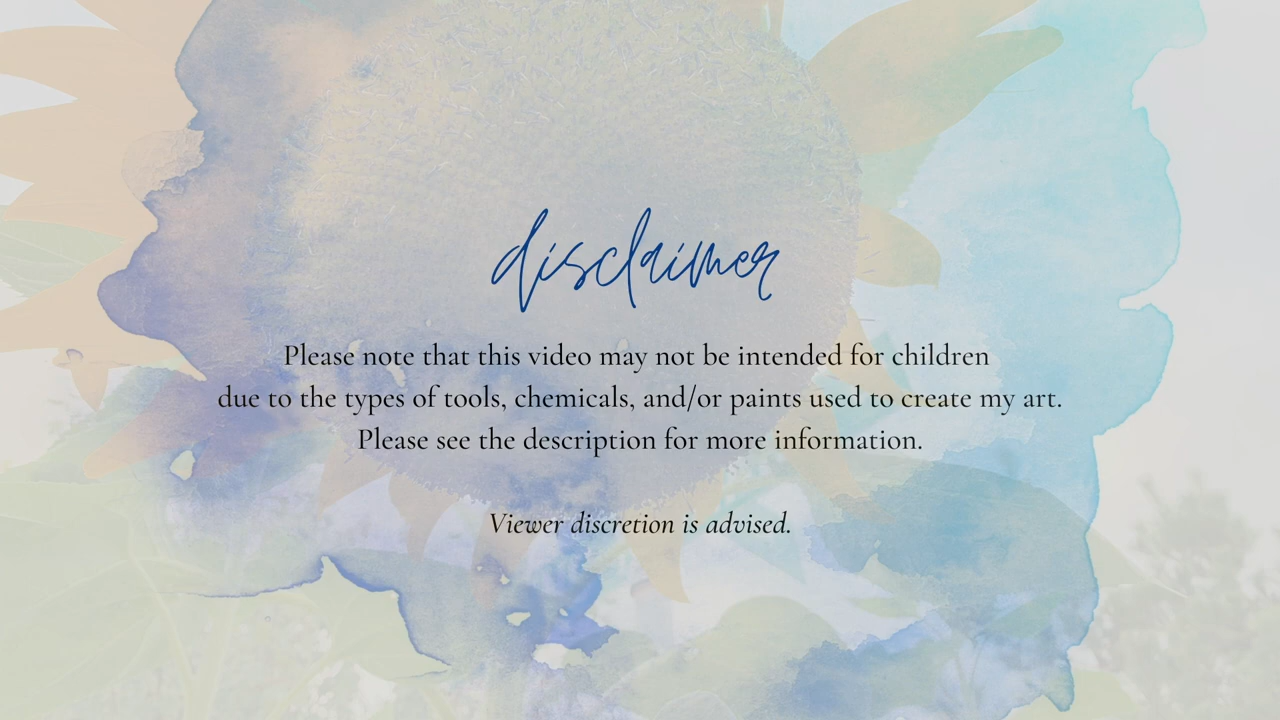 disclaimer
Please note that this video may not be intended for children
due to the types of tools, chemicals, and/or paints used to create my art.
Please see the description for more information.
Viewer discretion is advised.